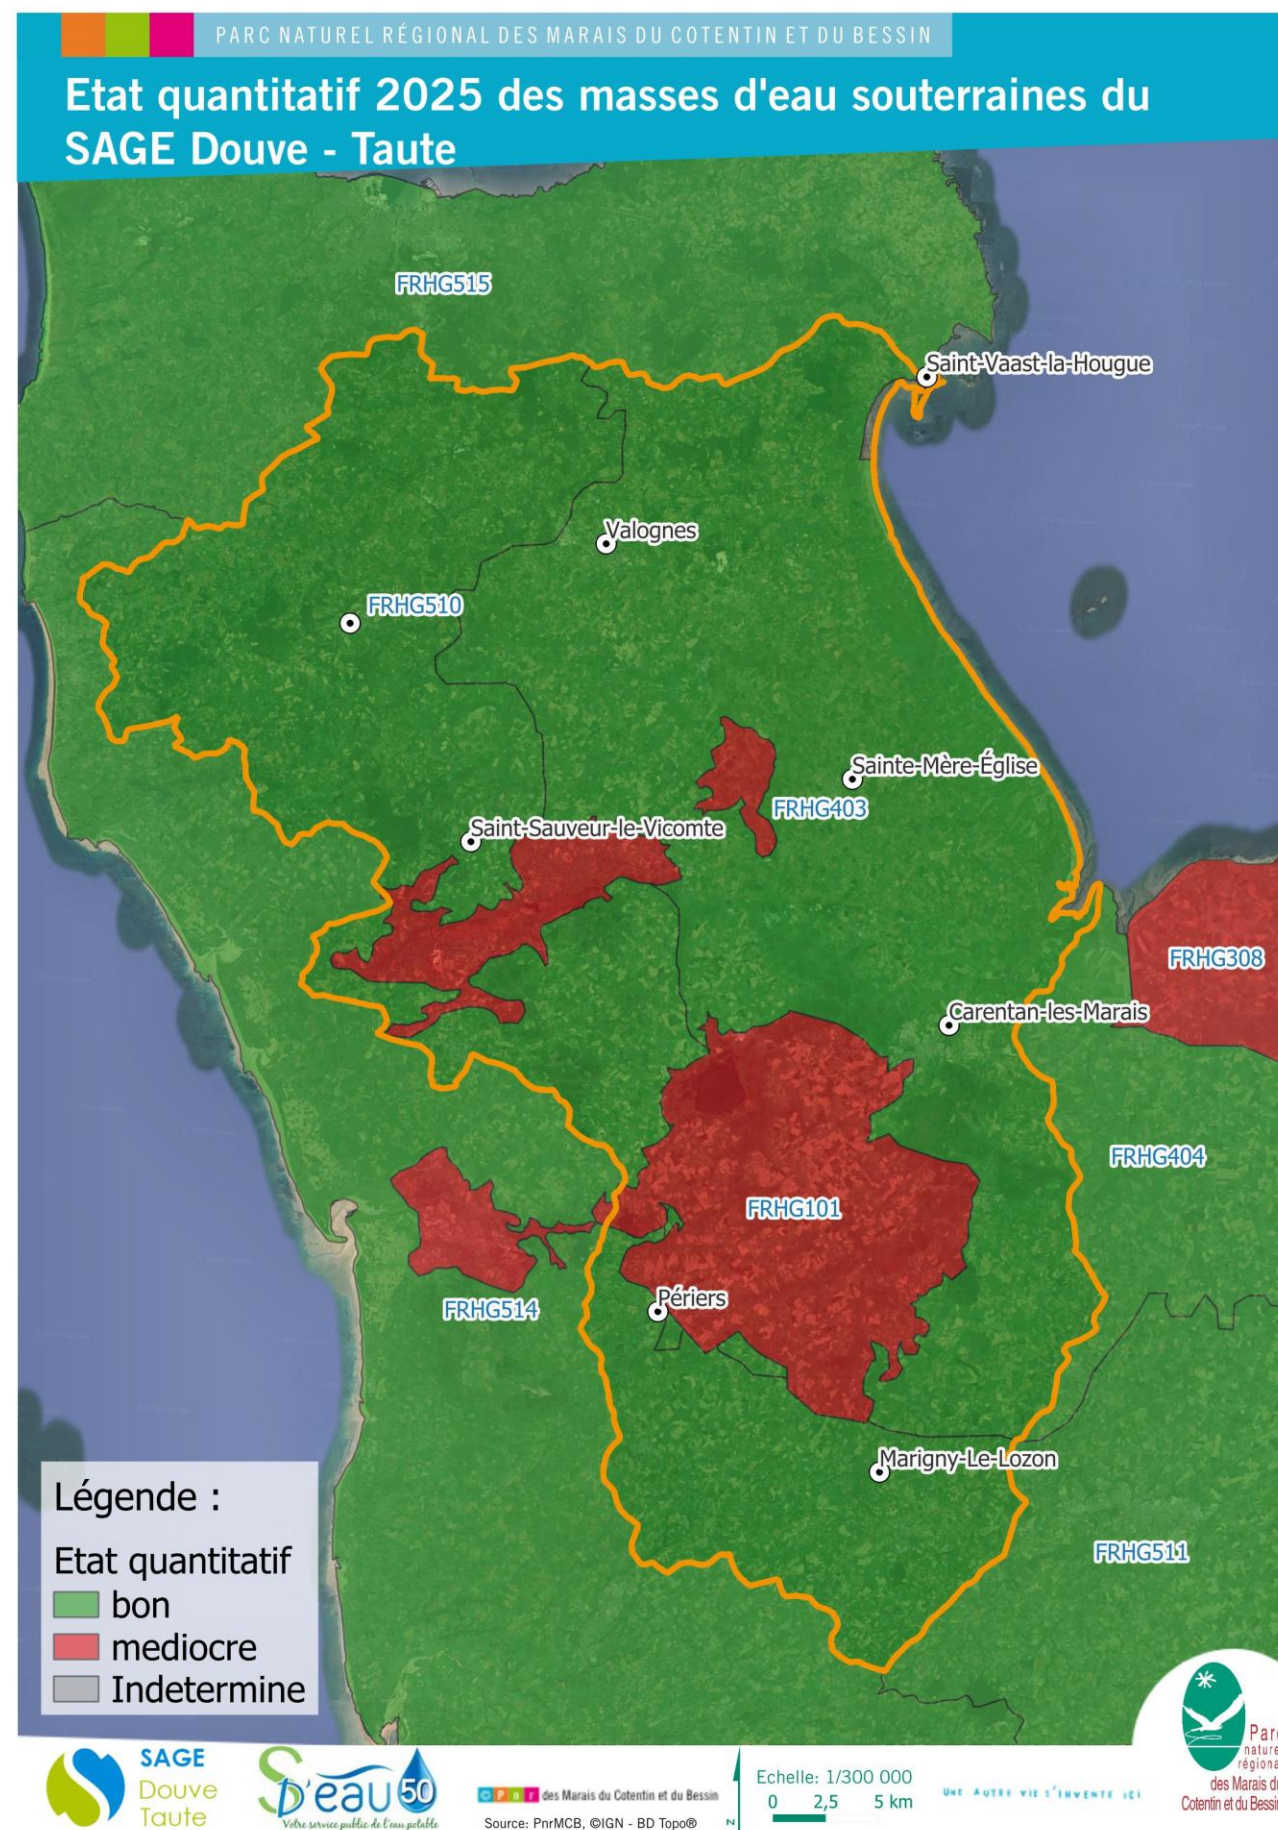 PARC NATUREL RÉGIONAL DES MARAIS DU COTENTIN ET DU BESSIN
Etat quantitatif 2025 des masses d'eau souterraines du
SAGE Douve - Taute
FRHG515
Saint-Vaast-la-Hougue
Valognes
FRHG510
Sainte-Mère-Église
FRHG403
Saint-Sauveur-le-Vicomte
FRHG308
Carentan-les-Marais
FRHG404
FRHG101
Périers
FRHG514
Marigny-Le-Lozon
FRHG511
Légende :
Etat quantitatif
bon
mediocre
Indetermine
SAGE
Douve
Taute
SD'eau 50
Votre service public de l'eau potable
Pnr des Marais du Cotentin et du Bessin
Source: PnrMCB, ©IGN - BD Topo®
N
Echelle: 1/300 000
0 2,5 5 km
UNE AUTRE VIE S'INVENTE ICI
Parc
naturel
régional
des Marais du
Cotentin et du Bessin